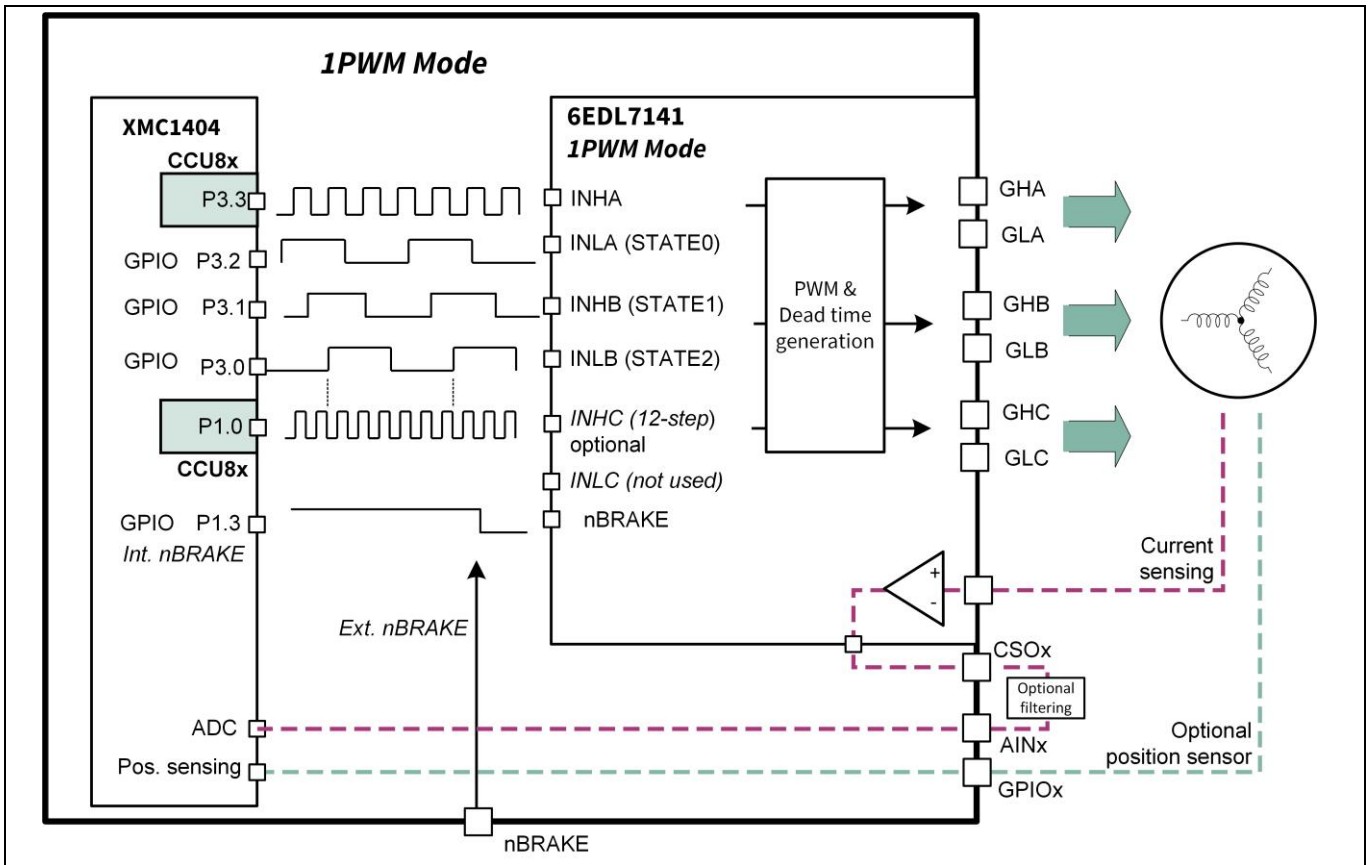 1PWM Mode
XMC1404
CCU8x
P3.3
GPIO P3.2
GPIO P3.1
GPIO P3.0
P1.0
CCU8x
GPIO P1.3
Int. nBRAKE
ADC
Pos. sensing
Ext. nBRAKE
nBRAKE
6EDL7141
1PWM Mode
INHA
INLA (STATE0)
INHB (STATE1)
INLB (STATE2)
INHC (12-step)
optional
INLC (not used)
nBRAKE
PWM &
Dead time
generation
+
-
GHA
GLA
GHB
GLB
GHC
GLC
Current
sensing
CSOx
Optional
filtering
AINx
Optional
position sensor
GPIOx